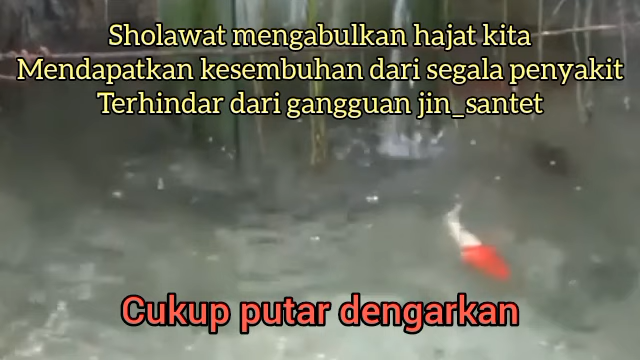 Sholawat mengabulkan hajat kita
Mendapatkan kesembuhan dari segala penyakit
Terhindar dari gangguan jin_santet
Cukup putar dengarkan